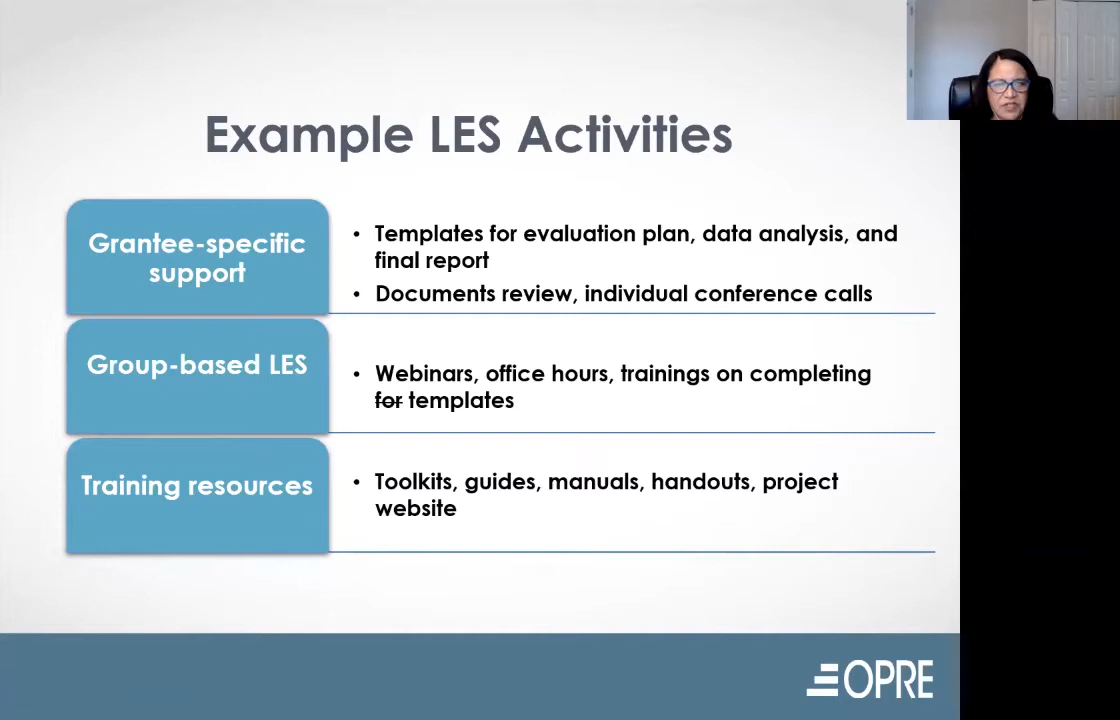 Example LES Activities
Grantee-specific
support
• Templates for evaluation plan, data analysis, and
final report
• Documents review, individual conference calls
Group-based LES
• Webinars, office hours, trainings on completing
for templates
Training resources
• Toolkits, guides, manuals, handouts, project
website
OPRE